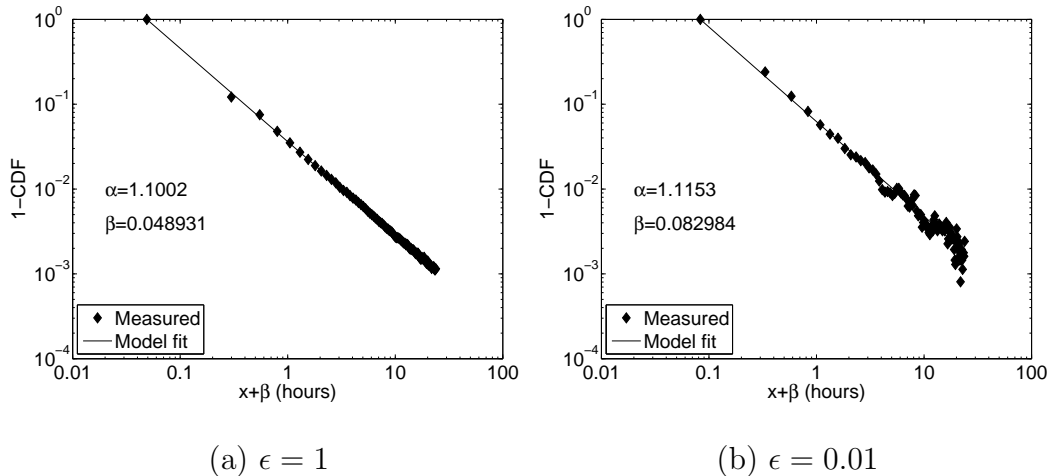 10^0
10^-1
10^-2
10^-3
10^-4
1−CDF
α=1.1002
β=0.048931
Measured
Model fit
0.01 0.1 1 10 100
x+β (hours)
(a) ϵ = 1
10^0
10^-1
10^-2
10^-3
10^-4
1−CDF
α=1.1153
β=0.082984
Measured
Model fit
0.01 0.1 1 10 100
x+β (hours)
(b) ϵ = 0.01